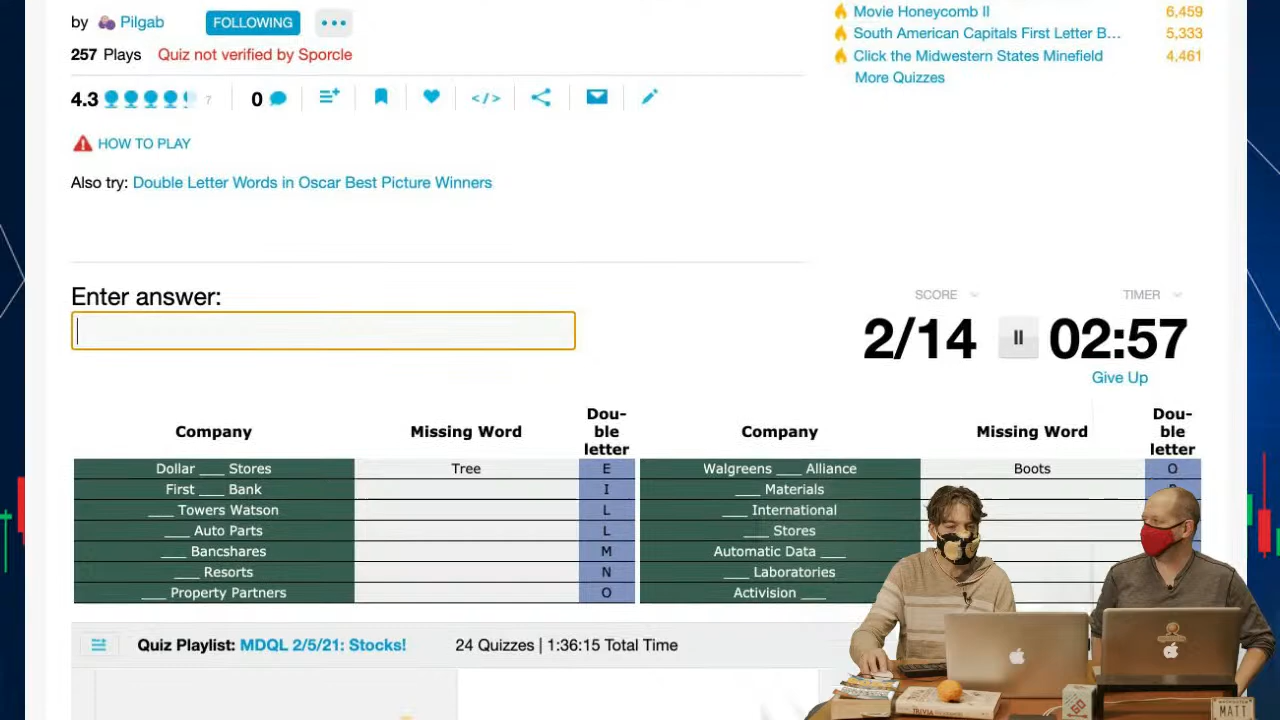 by Pilgab FOLLOWING •••
257 Plays Quiz not verified by Sporcle
4.3 7 0 </>
HOW TO PLAY
Also try: Double Letter Words in Oscar Best Picture Winners
Movie Honeycomb II 6,459
South American Capitals First Letter B... 5,333
Click the Midwestern States Minefield 4,461
More Quizzes
Enter answer:
SCORE TIMER
2/14 02:57
Give Up
Company Missing Word Dou-
ble
letter
Dollar ___ Stores Tree E
First ___ Bank I
___ Towers Watson L
___ Auto Parts L
___ Bancshares M
___ Resorts N
___ Property Partners O
Company Missing Word Dou-
ble
letter
Walgreens ___ Alliance Boots O
___ Materials
___ International
___ Stores
Automatic Data ___
___ Laboratories
Activision ___
Quiz Playlist: MDQL 2/5/21: Stocks! 24 Quizzes | 1:36:15 Total Time
TRIVIA
GO
MATT